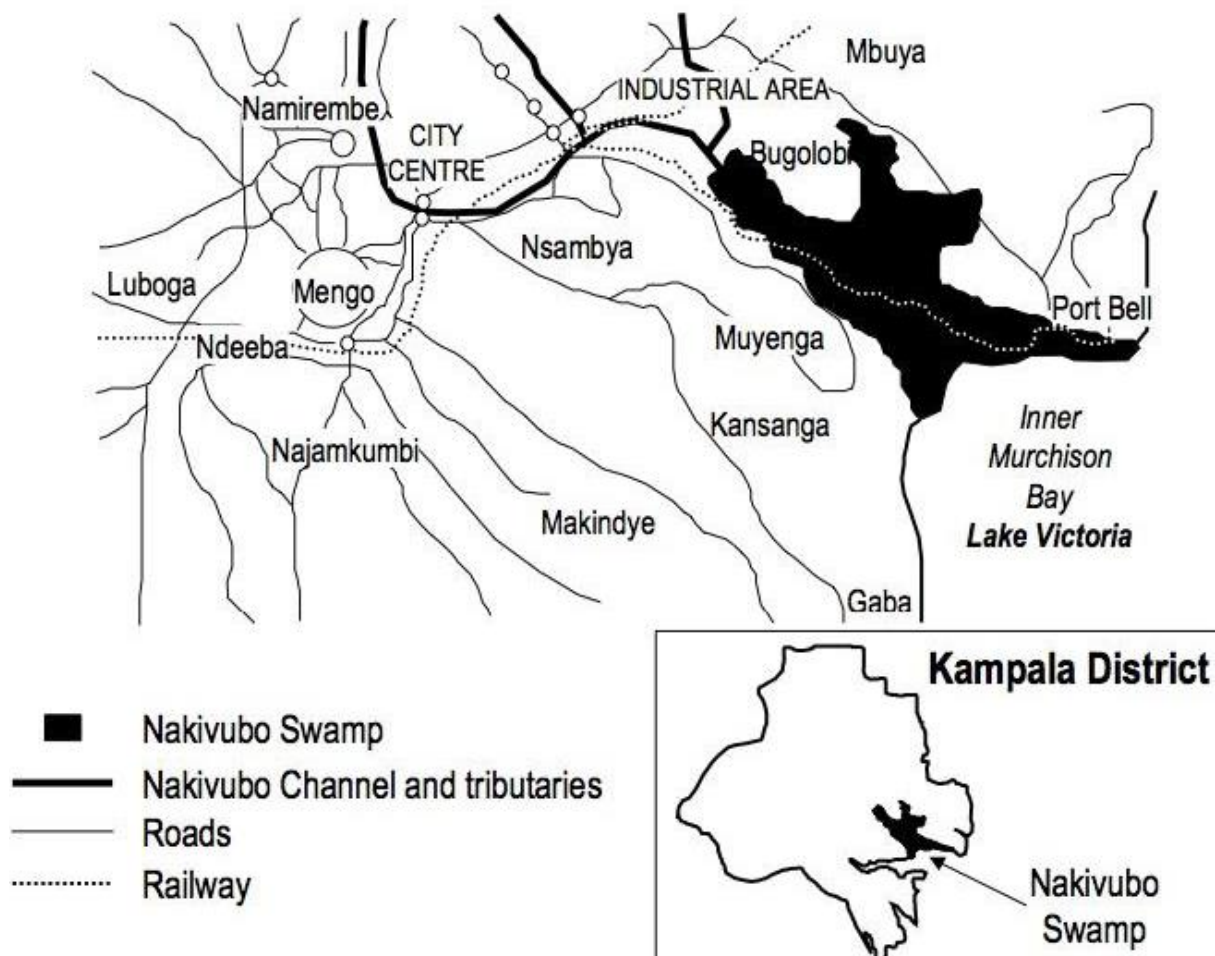 Mbuya
INDUSTRIAL AREA
Namirembe
CITY
CENTRE
Bugolobi
Nsambya
Luboga
Mengo
Port Bell
Muyenga
Ndeeba
Kansanga
Inner
Murchison
Bay
Lake Victoria
Najamkumbi
Makindye
Gaba
Kampala District
Nakivubo Swamp
Nakivubo Channel and tributaries
Roads
Railway
Nakivubo
Swamp